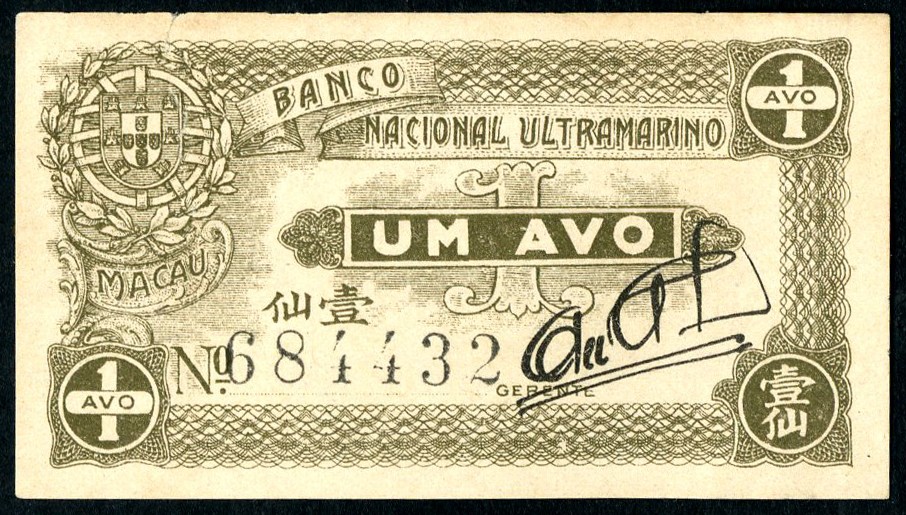 BANCO
NACIONAL ULTRAMARINO
1
AVO
1
UM AVO
MACAU
仙壹
Nº 684432
GERENTE
1
AVO
1
壹
仙